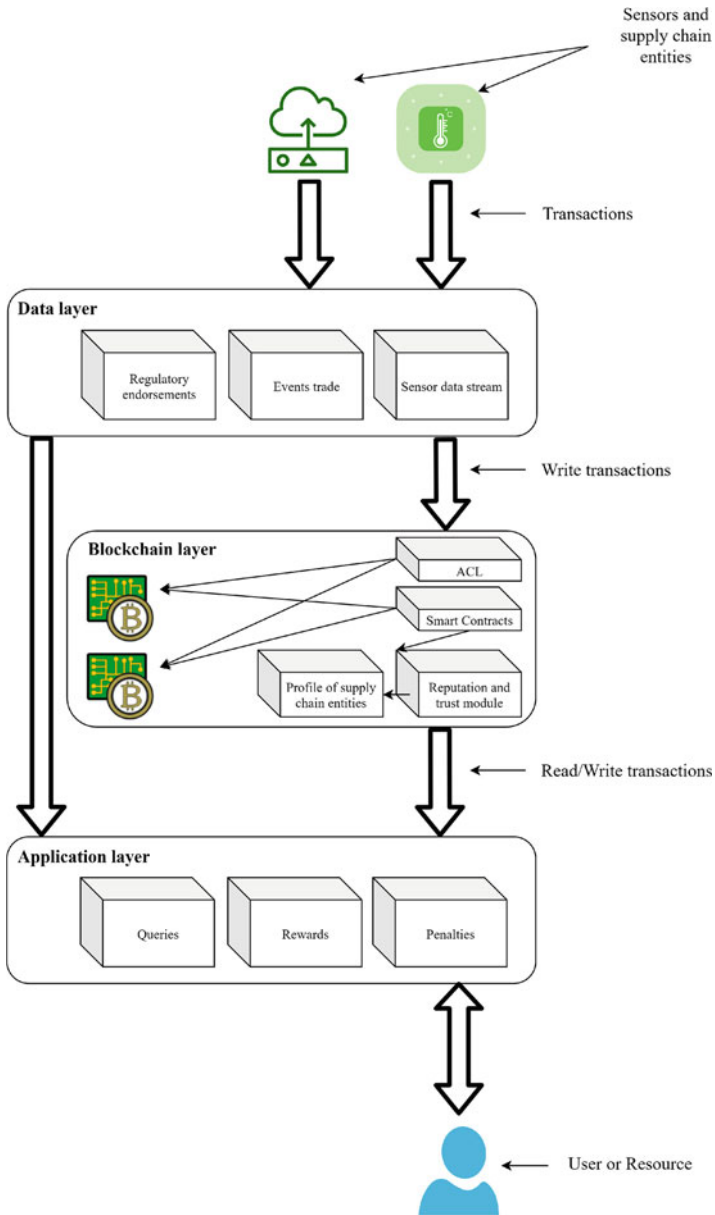 Sensors and
supply chain
entities
°C
Transactions
Data layer
Regulatory
endorsements
Events trade
Sensor data stream
Write transactions
Blockchain layer
ACL
Smart Contracts
Profile of supply
chain entities
Reputation and
trust module
Read/Write transactions
Application layer
Queries
Rewards
Penalties
User or Resource